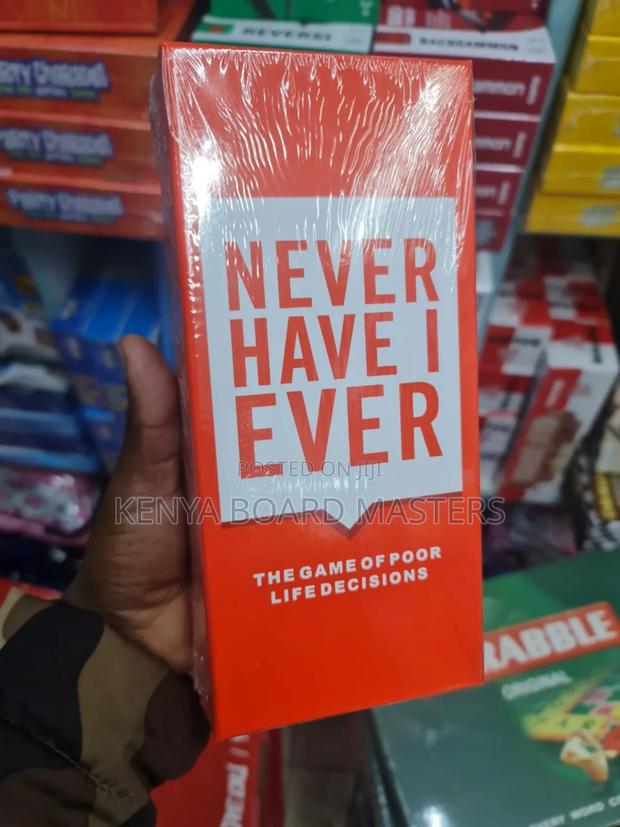 REVERSI
BACKGAMMON
NEVER
HAVE I
EVER
POSTED ON JIJI
KENYA BOARD MASTERS
THE GAME OF POOR
LIFE DECISIONS
RABBLE
ORIGINAL